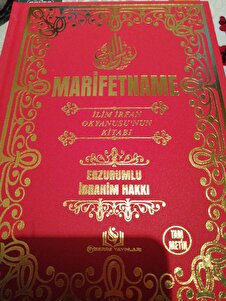 MARİFETNAME
İLİM İRFAN
OKYANUSU'NUN
KİTABI
ERZURUMLU
İBRAHİM HAKKI
TAM
METİN
YAYINLARI